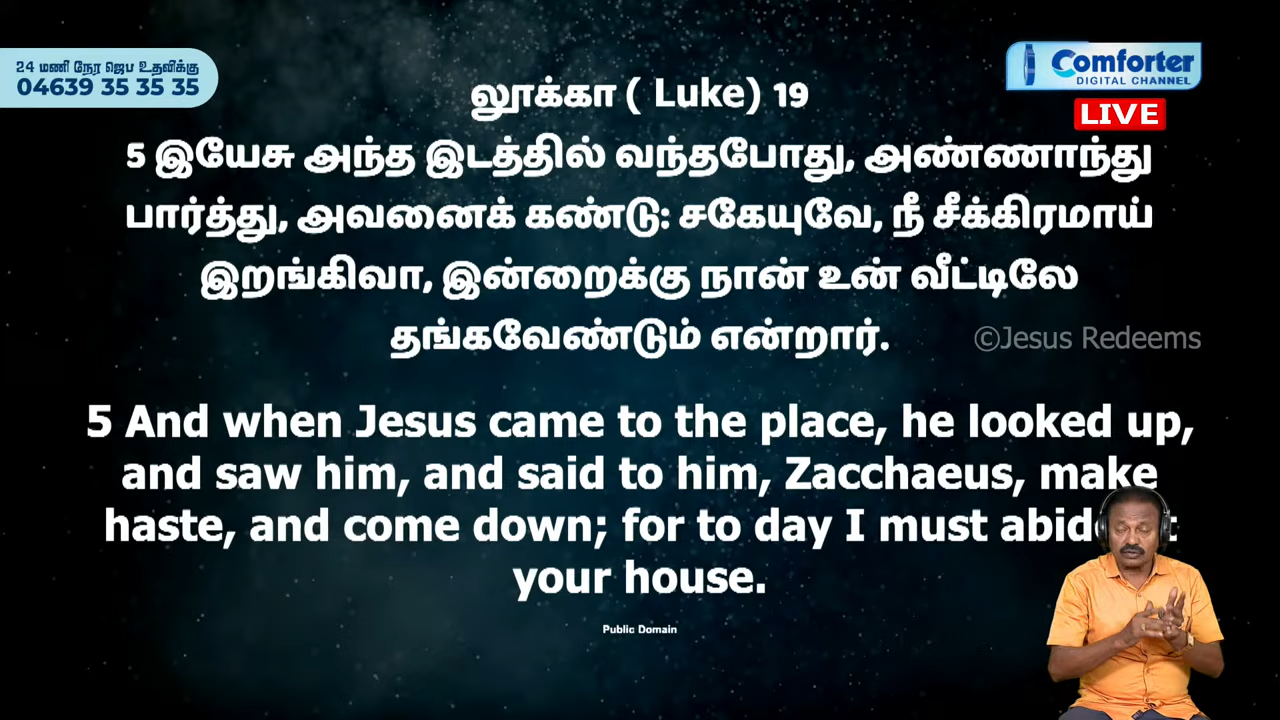 24 மணி நேர ஜெப உதவிக்கு
04639 35 35 35
Comforter
DIGITAL CHANNEL
LIVE
லூக்கா ( Luke) 19
5 இயேசு அந்த இடத்தில் வந்தபோது, அண்ணாந்து
பார்த்து, அவனைக் கண்டு: சகேயுவே, நீ சீக்கிரமாய்
இறங்கிவா, இன்றைக்கு நான் உன் வீட்டிலே
தங்கவேண்டும் என்றார்.
©Jesus Redeems
5 And when Jesus came to the place, he looked up,
and saw him, and said to him, Zacchaeus, make
haste, and come down; for to day I must
your house.
Public Domain